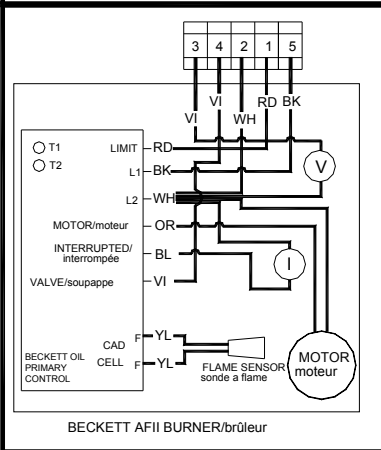 3 4 2 1 5
VI VI WH RD BK
T1
T2
LIMIT RD
L1 BK
L2 WH
V
MOTOR/moteur OR
INTERRUPTED/
interrompée BL
I
VALVE/soupappe VI
CAD F YL
CELL F YL
BECKETT OIL
PRIMARY
CONTROL
FLAME SENSOR
sonde a flame
MOTOR
moteur
BECKETT AFII BURNER/brûleur